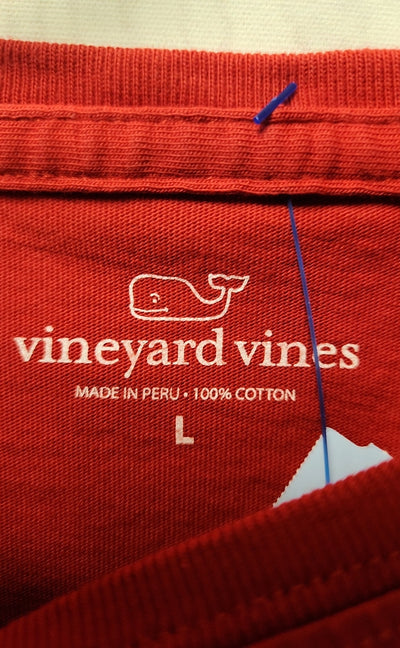 vineyard vines
MADE IN PERU • 100% COTTON
L